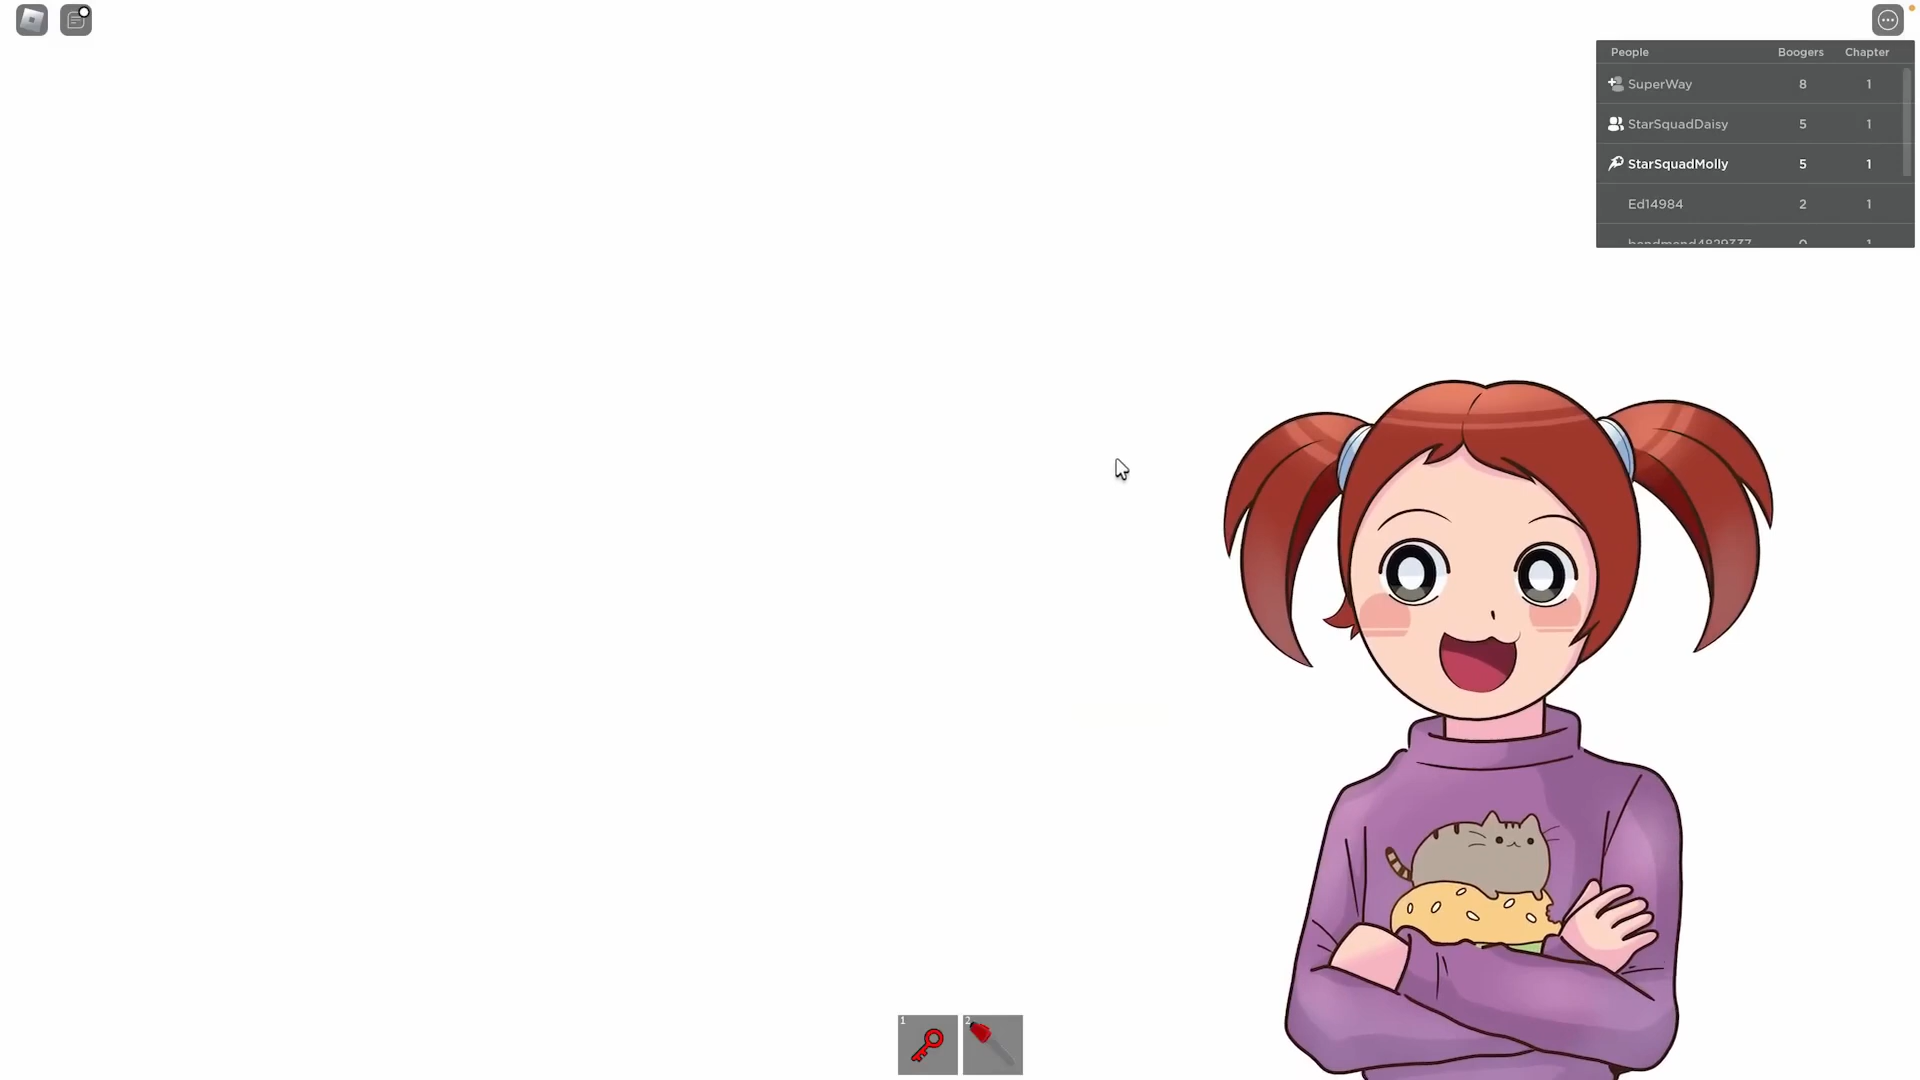 People Boogers Chapter
SuperWay 8 1
StarSquadDaisy 5 1
StarSquadMolly 5 1
Ed14984 2 1
1 2